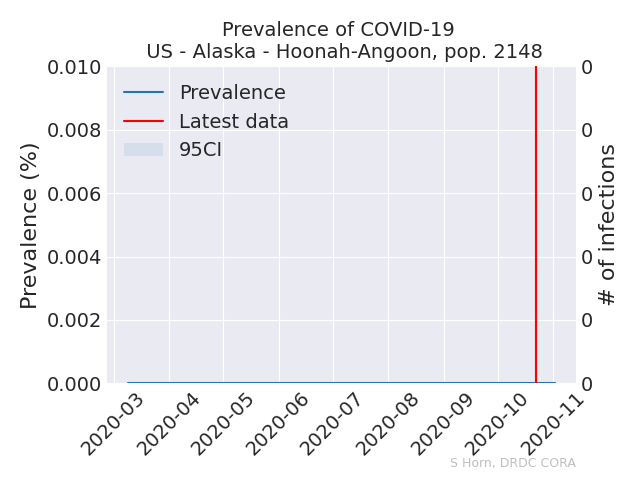 Prevalence of COVID-19
US - Alaska - Hoonah-Angoon, pop. 2148
Prevalence
Latest data
95CI
Prevalence (%)
0.010
0.008
0.006
0.004
0.002
0.000
0
0
0
0
0
0
# of infections
2020-03
2020-04
2020-05
2020-06
2020-07
2020-08
2020-09
2020-10
2020-11
S Horn, DRDC CORA